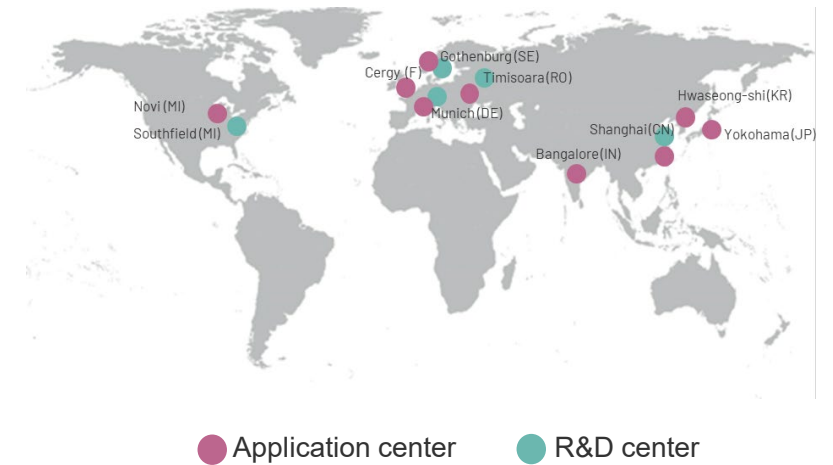 Gothenburg(SE)
Cergy (F)
Timisoara(RO)
Hwaseong-shi(KR)
Novi (MI)
Munich(DE)
Southfield(MI)
Shanghai(CN)
Yokohama(JP)
Bangalore(IN)
Application center
R&D center